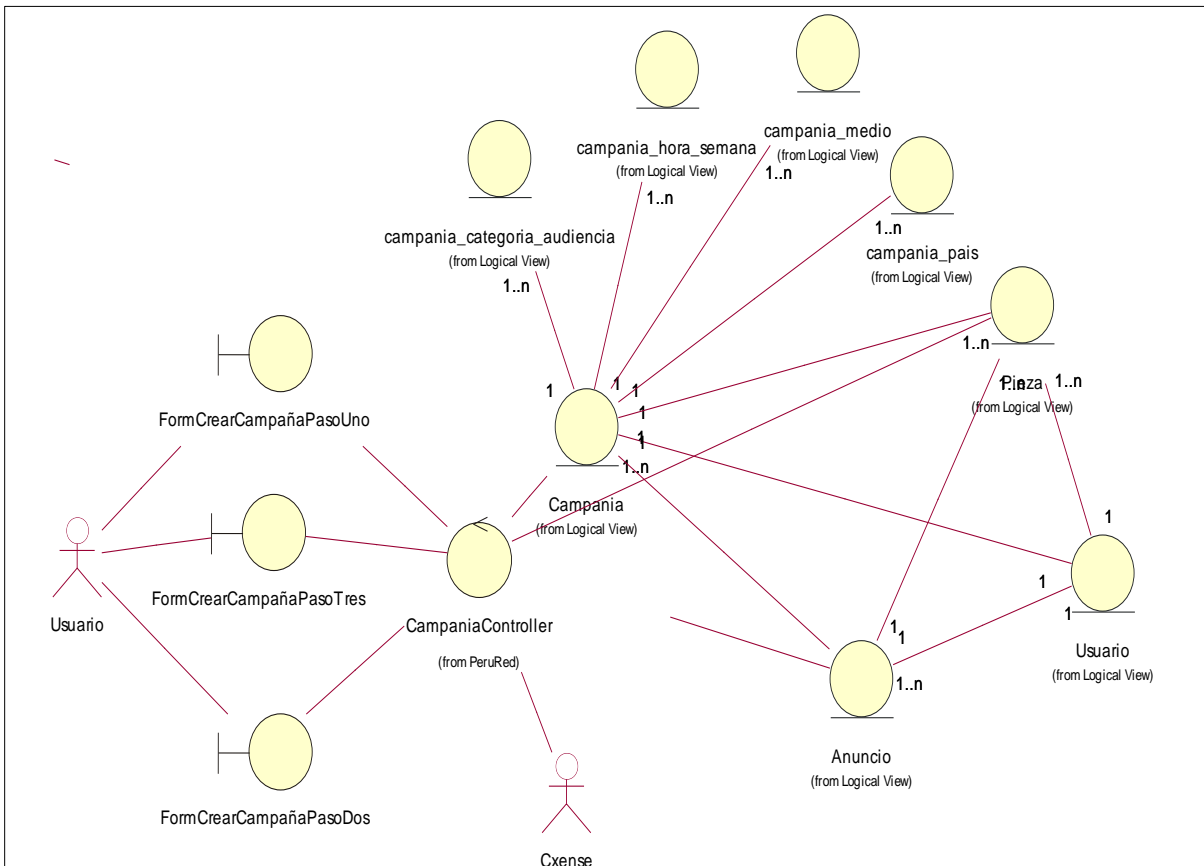 campania_medio
(from Logical View)
1..n
campania_hora_semana
(from Logical View)
1..n
campania_categoria_audiencia
(from Logical View)
1..n
1..n
campania_pais
(from Logical View)
1..n
1..n
Pieza
1..n
(from Logical View)
FormCrearCampañaPasoUno
1
1
1
1
1
1
1..n
Campania
(from Logical View)
FormCrearCampañaPasoTres
Usuario
CampaniaController
(from PeruRed)
1
1
1
Usuario
(from Logical View)
1
1
1..n
Anuncio
(from Logical View)
FormCrearCampañaPasoDos
Cxense